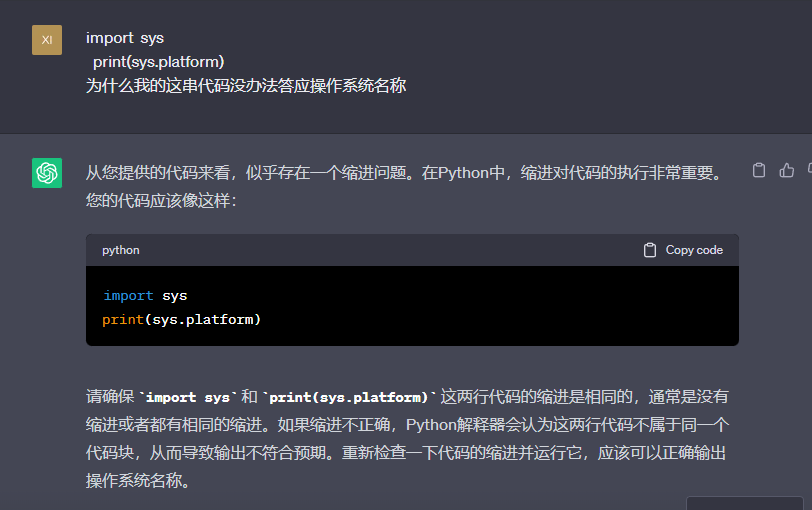 XI
import sys
print(sys.platform)
为什么我的这串代码没办法答应操作系统名称
从您提供的代码来看，似乎存在一个缩进问题。在Python中，缩进对代码的执行非常重要。
您的代码应该像这样：
python
Copy code
import sys
print(sys.platform)
请确保 `import sys` 和 `print(sys.platform)` 这两行代码的缩进是相同的，通常是没有
缩进或者都有相同的缩进。如果缩进不正确，Python解释器会认为这两行代码不属于同一个
代码块，从而导致输出不符合预期。重新检查一下代码的缩进并运行它，应该可以正确输出
操作系统名称。